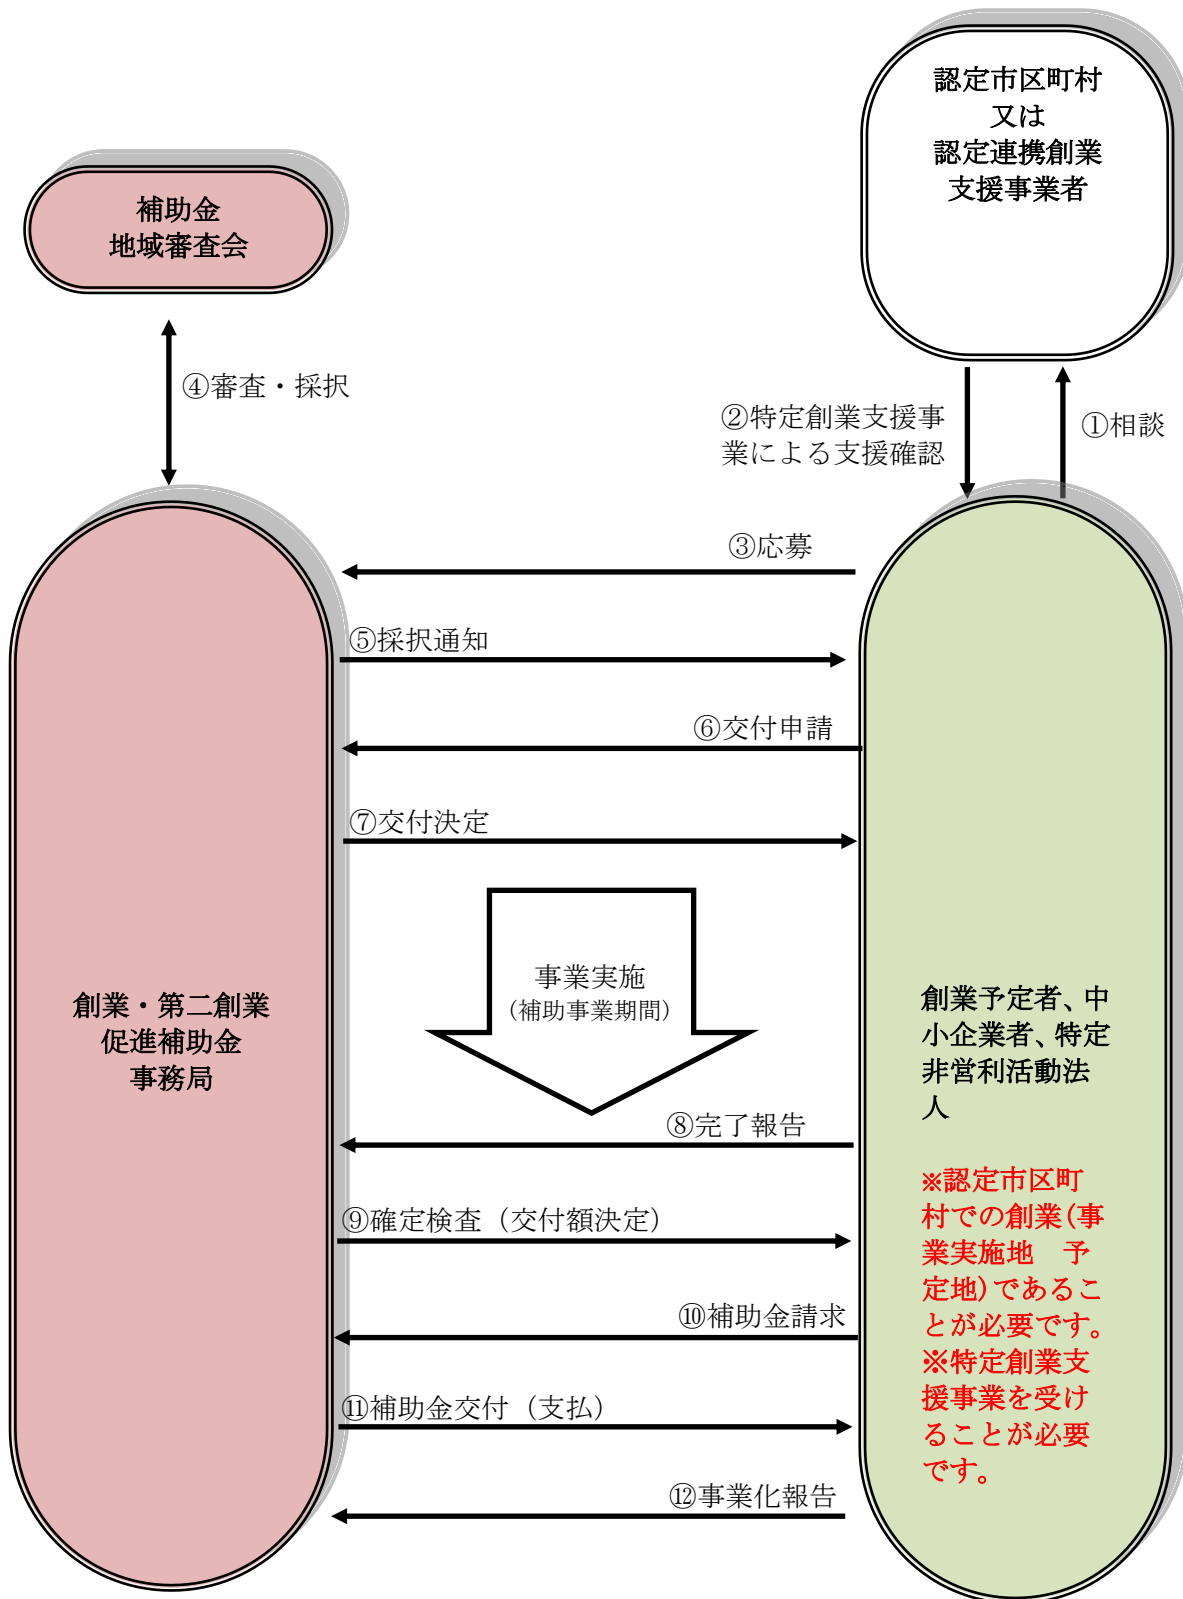 認定市区町村
又は
認定連携創業
支援事業者
補助金
地域審査会
④審査・採択
②特定創業支援事
業による支援確認
①相談
③応募
⑤採択通知
⑥交付申請
⑦交付決定
事業実施
(補助事業期間)
創業・第二創業
促進補助金
事務局
創業予定者、中
小企業者、特定
非営利活動法
人
※認定市区町
村での創業(事
業実施地　予
定地)であるこ
とが必要です。
※特定創業支
援事業を受け
ることが必要
です。
⑧完了報告
⑨確定検査（交付額決定）
⑩補助金請求
⑪補助金交付（支払）
⑫事業化報告